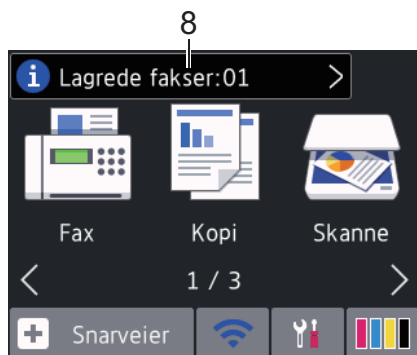 8
Lagrede fakser:01 >
Fax Kopi Skanne
< 1 / 3 >
+ Snarveier